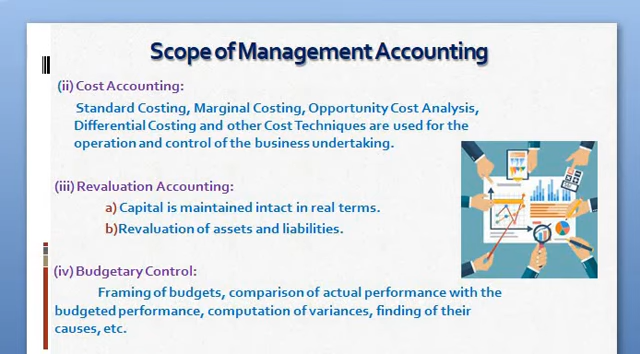 Scope of Management Accounting
(ii) Cost Accounting:
Standard Costing, Marginal Costing, Opportunity Cost Analysis,
Differential Costing and other Cost Techniques are used for the
operation and control of the business undertaking.
(iii) Revaluation Accounting:
a) Capital is maintained intact in real terms.
b)Revaluation of assets and liabilities.
(iv) Budgetary Control:
Framing of budgets, comparison of actual performance with the
budgeted performance, computation of variances, finding of their
causes, etc.